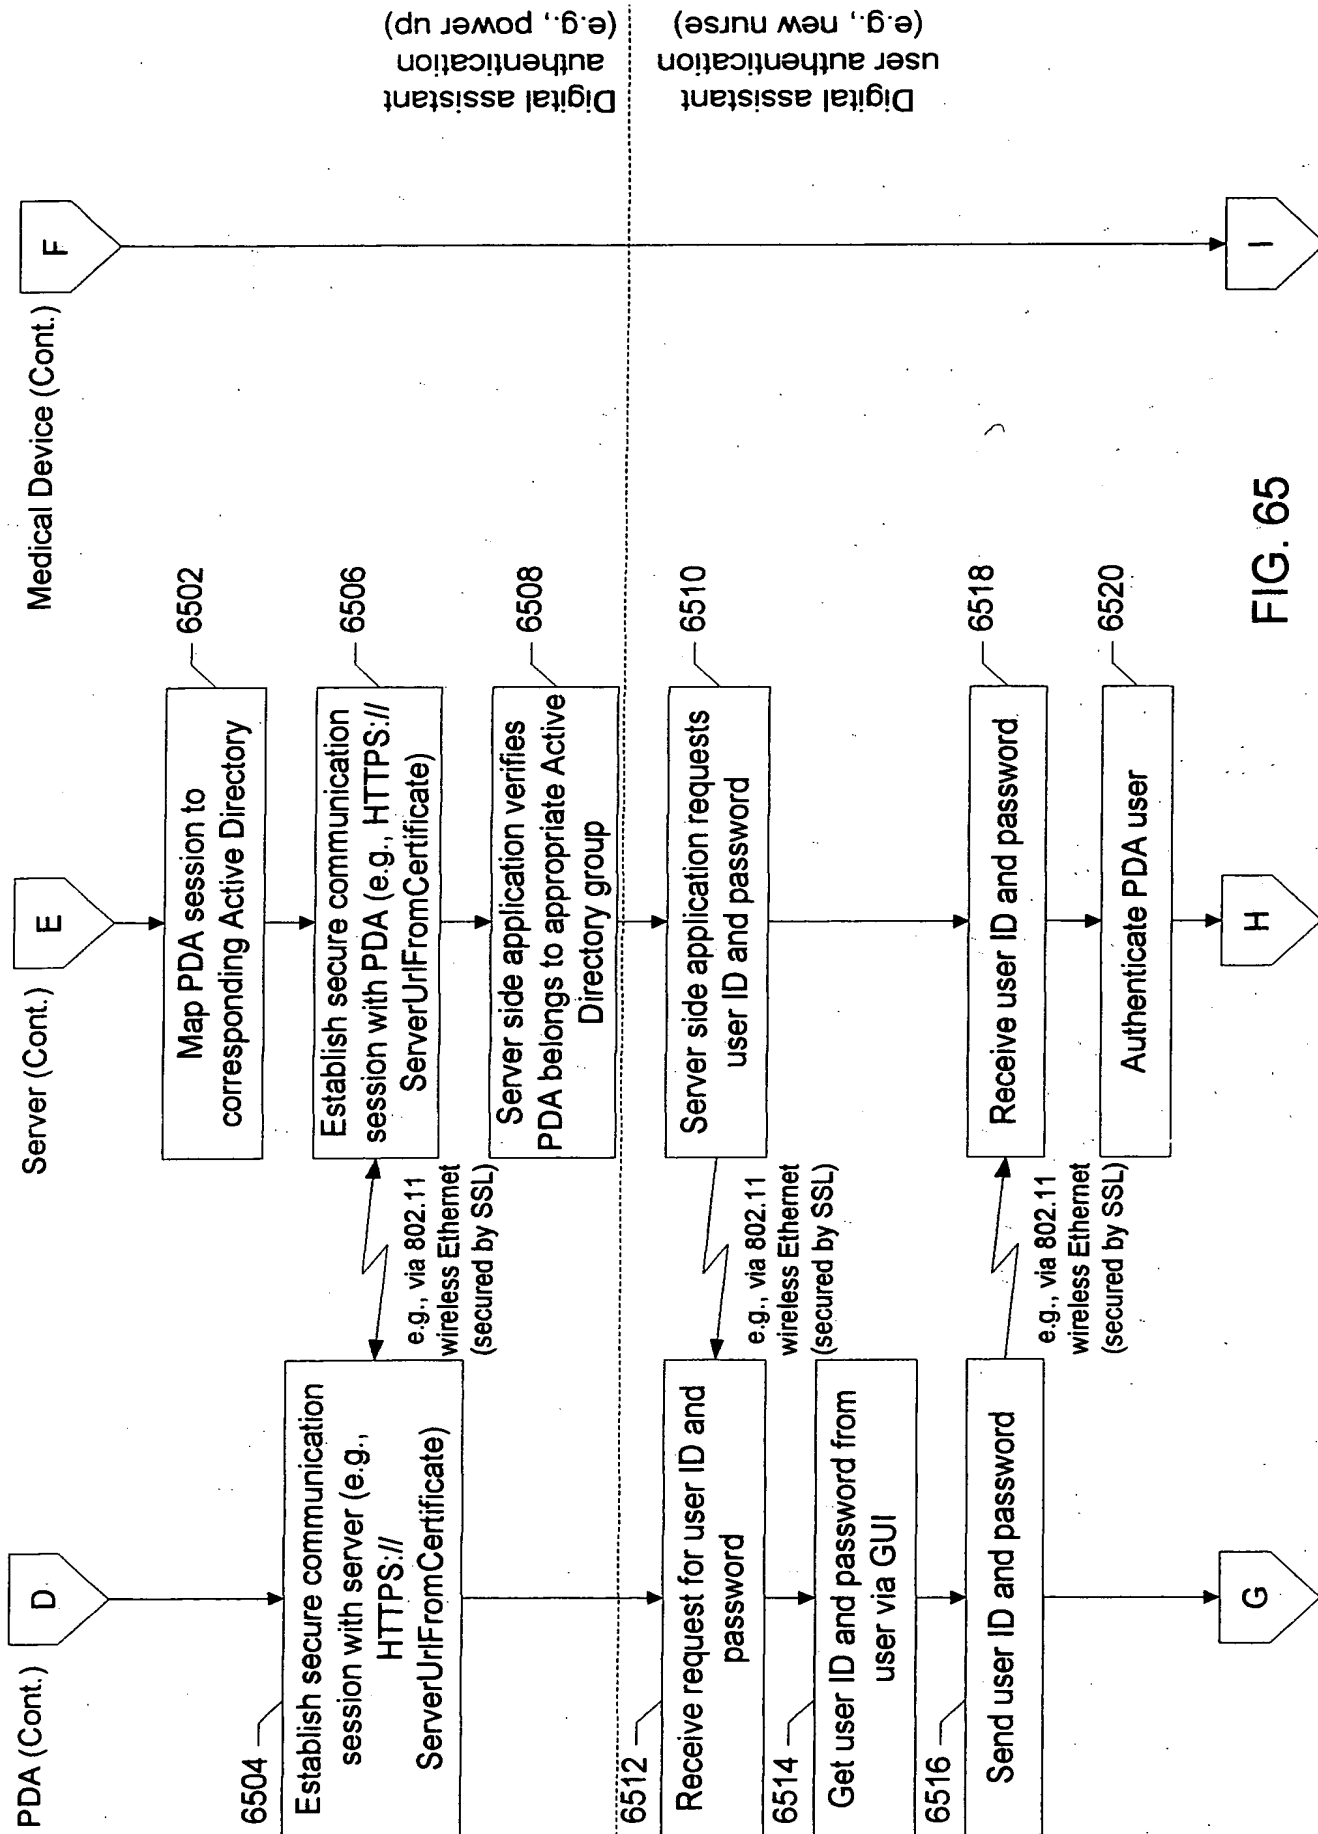 PDA (Cont.)
D
6504
Establish secure communication
session with server (e.g.,
HTTPS://
ServerUrlFromCertificate)
6512
Receive request for user ID and
password
6514
Get user ID and password from
user via GUI
6516
Send user ID and password
G
e.g., via 802.11
wireless Ethernet
(secured by SSL)
e.g., via 802.11
wireless Ethernet
(secured by SSL)
e.g., via 802.11
wireless Ethernet
(secured by SSL)
Server (Cont.)
E
Map PDA session to
corresponding Active Directory
6502
Establish secure communication
session with PDA (e.g., HTTPS://
ServerUrlFromCertificate)
6506
Server side application verifies
PDA belongs to appropriate Active
Directory group
6508
Server side application requests
user ID and password
6510
Receive user ID and password
6518
Authenticate PDA user
6520
H
Medical Device (Cont.)
F
I
Digital assistant
authentication
(e.g., power up)
Digital assistant
user authentication
(e.g., new nurse)
FIG. 65